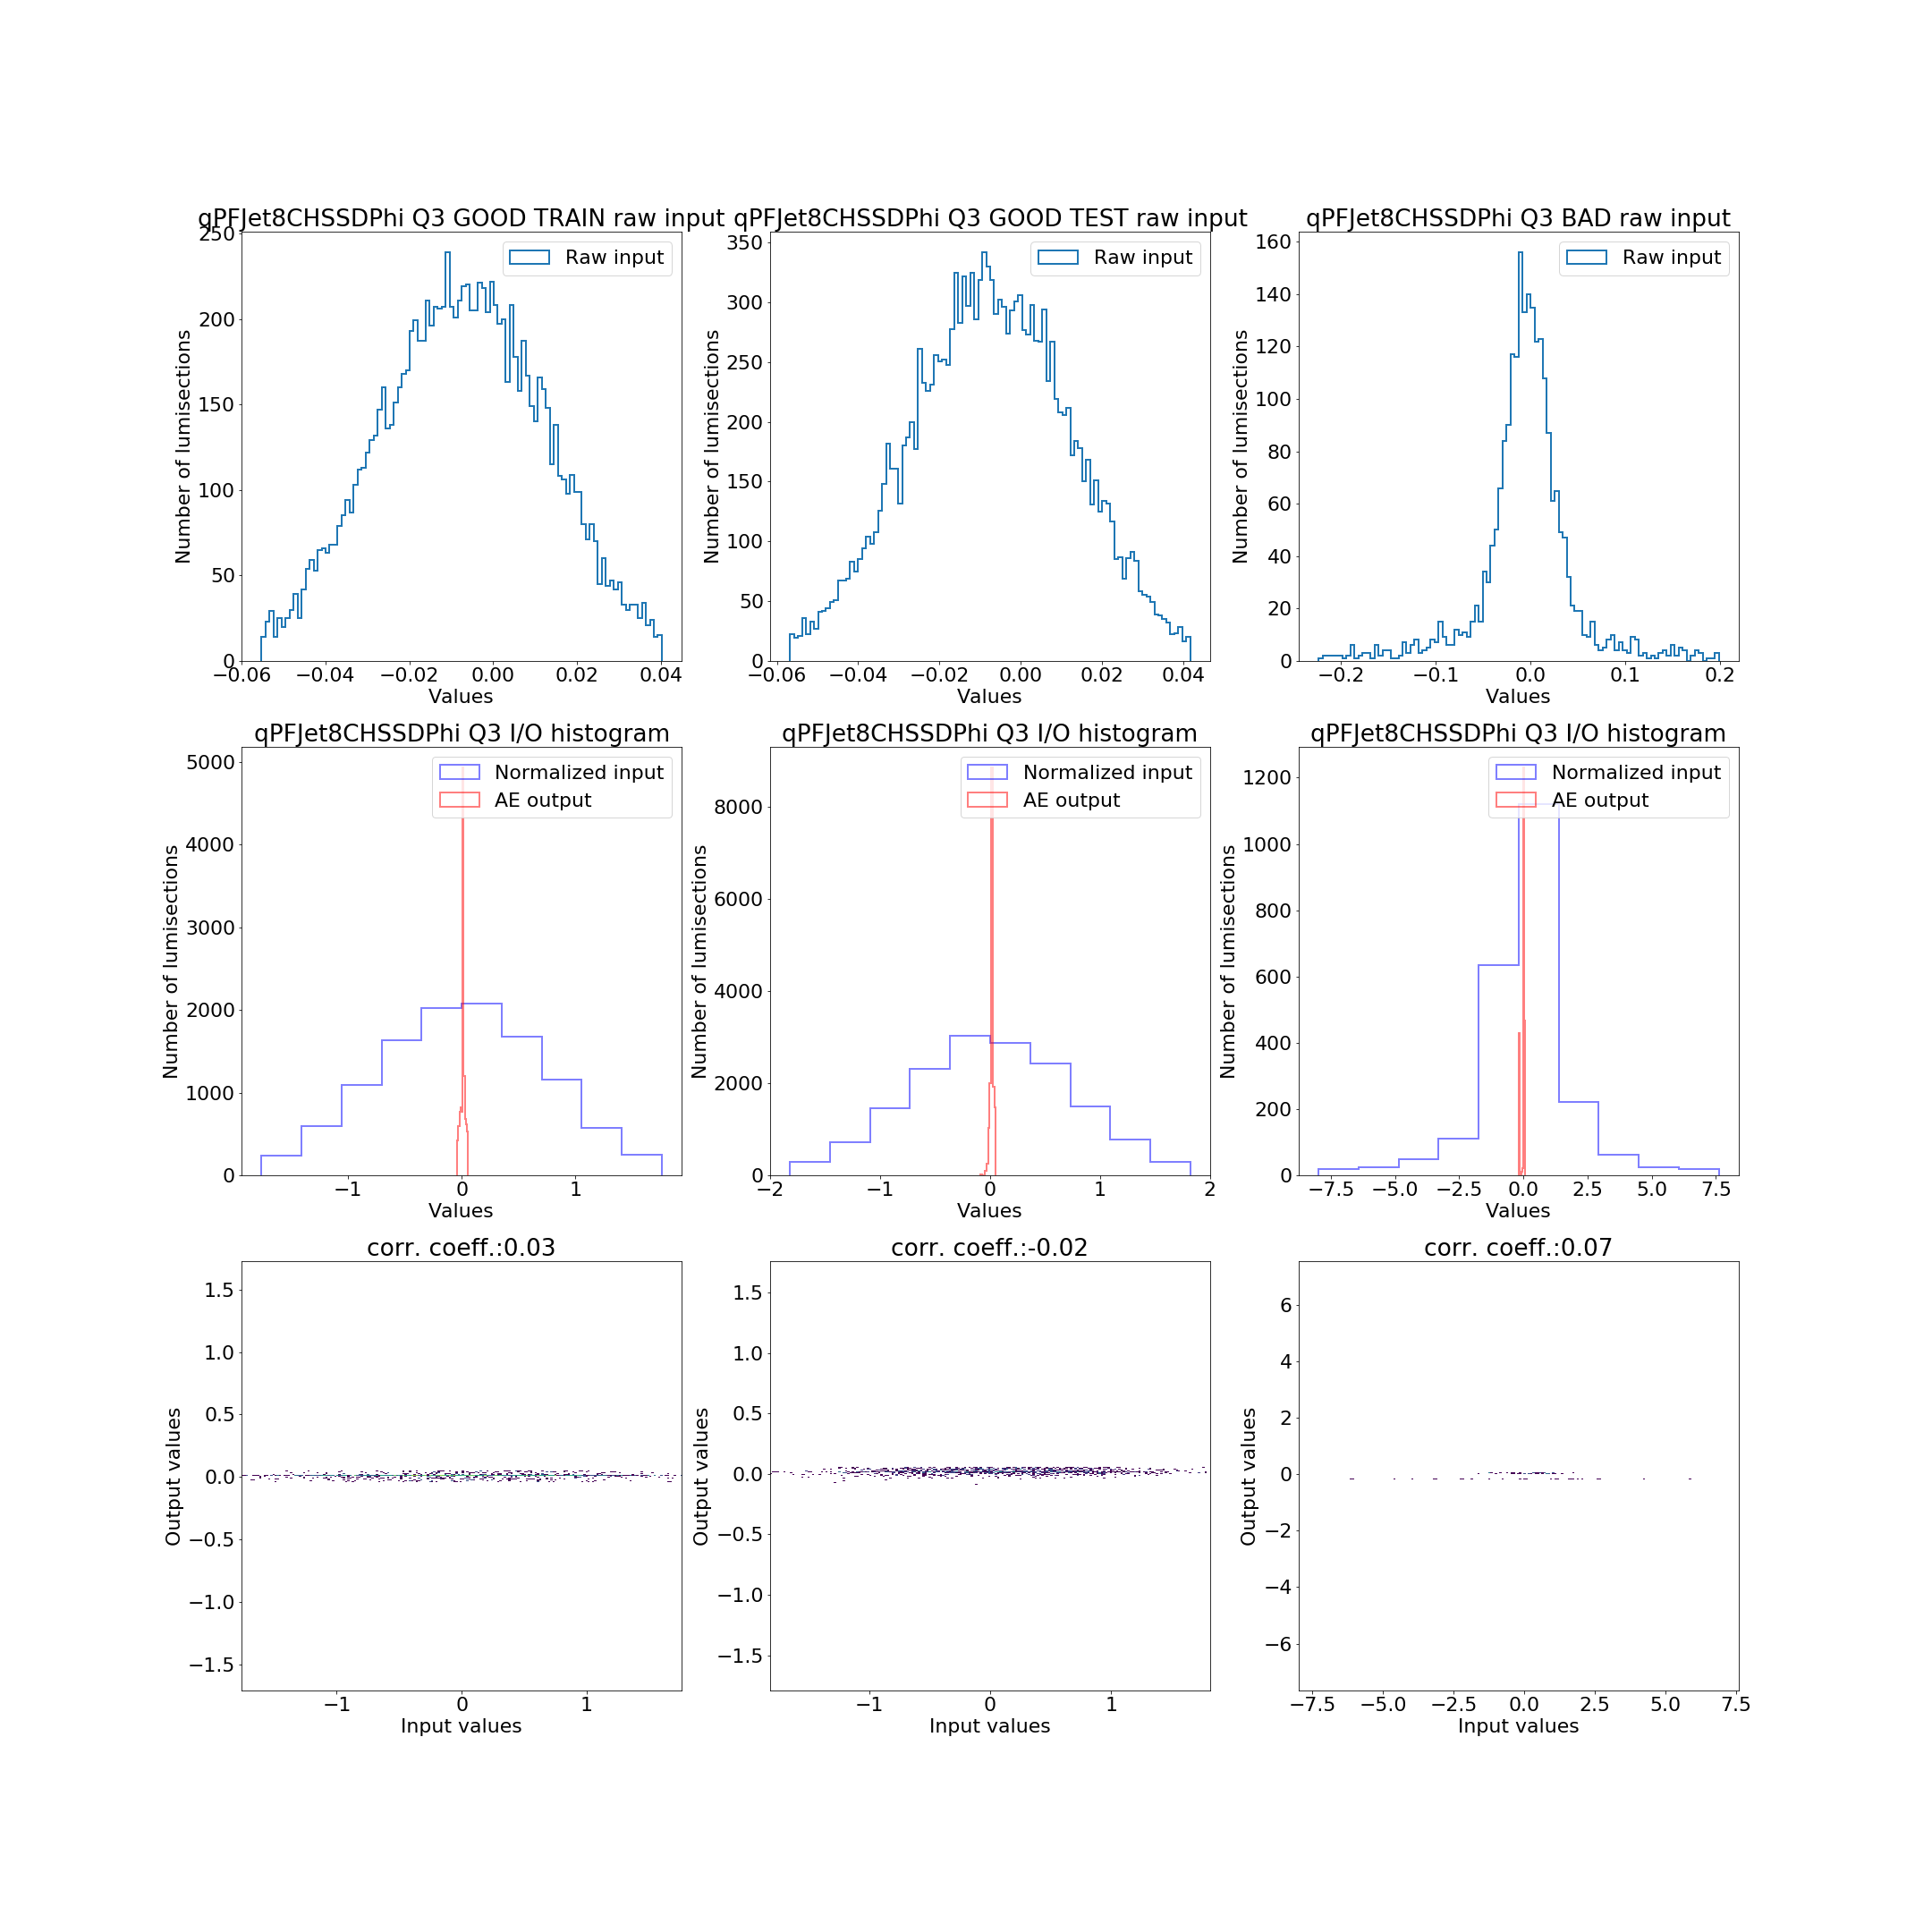 qPFJet8CHSSDPhi Q3 GOOD TRAIN raw input
250
200
150
100
50
0
Number of lumisections
Raw input
−0.06 −0.04 −0.02 0.00 0.02 0.04
Values
qPFJet8CHSSDPhi Q3 GOOD TEST raw input
350
300
250
200
150
100
50
0
Number of lumisections
Raw input
−0.06 −0.04 −0.02 0.00 0.02 0.04
Values
qPFJet8CHSSDPhi Q3 BAD raw input
160
140
120
100
80
60
40
20
0
Number of lumisections
Raw input
−0.2 −0.1 0.0 0.1 0.2
Values
qPFJet8CHSSDPhi Q3 I/O histogram
5000
4000
3000
2000
1000
0
Number of lumisections
Normalized input
AE output
−1 0 1
Values
qPFJet8CHSSDPhi Q3 I/O histogram
8000
6000
4000
2000
0
Number of lumisections
Normalized input
AE output
−2 −1 0 1 2
Values
qPFJet8CHSSDPhi Q3 I/O histogram
1200
1000
800
600
400
200
0
Number of lumisections
Normalized input
AE output
−7.5 −5.0 −2.5 0.0 2.5 5.0 7.5
Values
corr. coeff.:0.03
1.5
1.0
0.5
0.0
−0.5
−1.0
−1.5
Output values
−1 0 1
Input values
corr. coeff.:-0.02
1.5
1.0
0.5
0.0
−0.5
−1.0
−1.5
Output values
−1 0 1
Input values
corr. coeff.:0.07
6
4
2
0
−2
−4
−6
Output values
−7.5 −5.0 −2.5 0.0 2.5 5.0 7.5
Input values